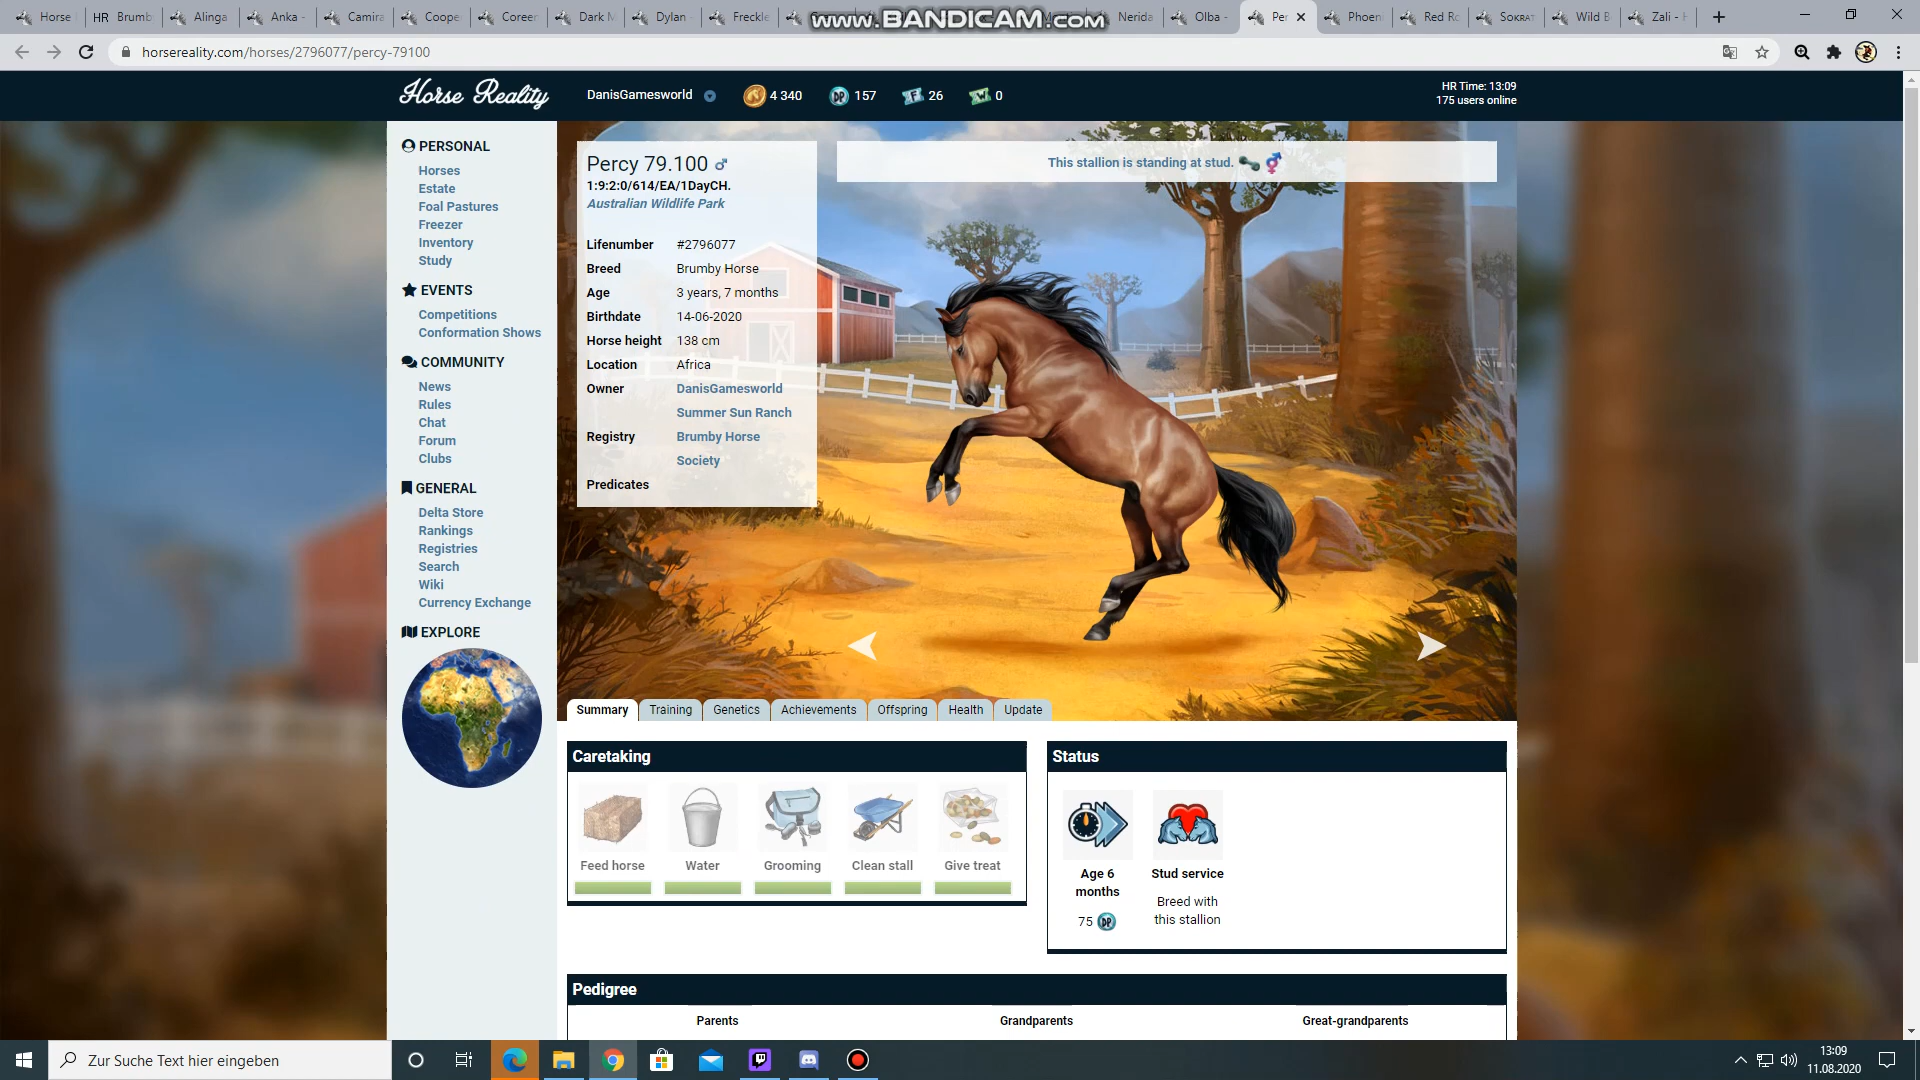 Horse
HR Brumb
Alinga
Anka -
Camira
Coope
Coreen
Dark M
Dylan -
Freckle
www.BANDICAM.com
Nerida
Olba -
Per
Phoen
Red Ro
Sokrat
Wild B
Zali - H
horsereality.com/horses/2796077/percy-79100
Horse Reality
DanisGamesworld
4 340
157
26
0
HR Time: 13:09
175 users online
PERSONAL
Horses
Estate
Foal Pastures
Freezer
Inventory
Study
EVENTS
Competitions
Conformation Shows
COMMUNITY
News
Rules
Chat
Forum
Clubs
GENERAL
Delta Store
Rankings
Registries
Search
Wiki
Currency Exchange
EXPLORE
Percy 79.100
1:9:2:0/614/EA/1DayCH.
Australian Wildlife Park
Lifenumber #2796077
Breed Brumby Horse
Age 3 years, 7 months
Birthdate 14-06-2020
Horse height 138 cm
Location Africa
Owner DanisGamesworld
Summer Sun Ranch
Registry Brumby Horse
Society
Predicates
This stallion is standing at stud.
Summary
Training
Genetics
Achievements
Offspring
Health
Update
Caretaking
Feed horse
Water
Grooming
Clean stall
Give treat
Status
Age 6
months
75 DP
Stud service
Breed with
this stallion
Pedigree
Parents
Grandparents
Great-grandparents
Zur Suche Text hier eingeben
13:09
11.08.2020